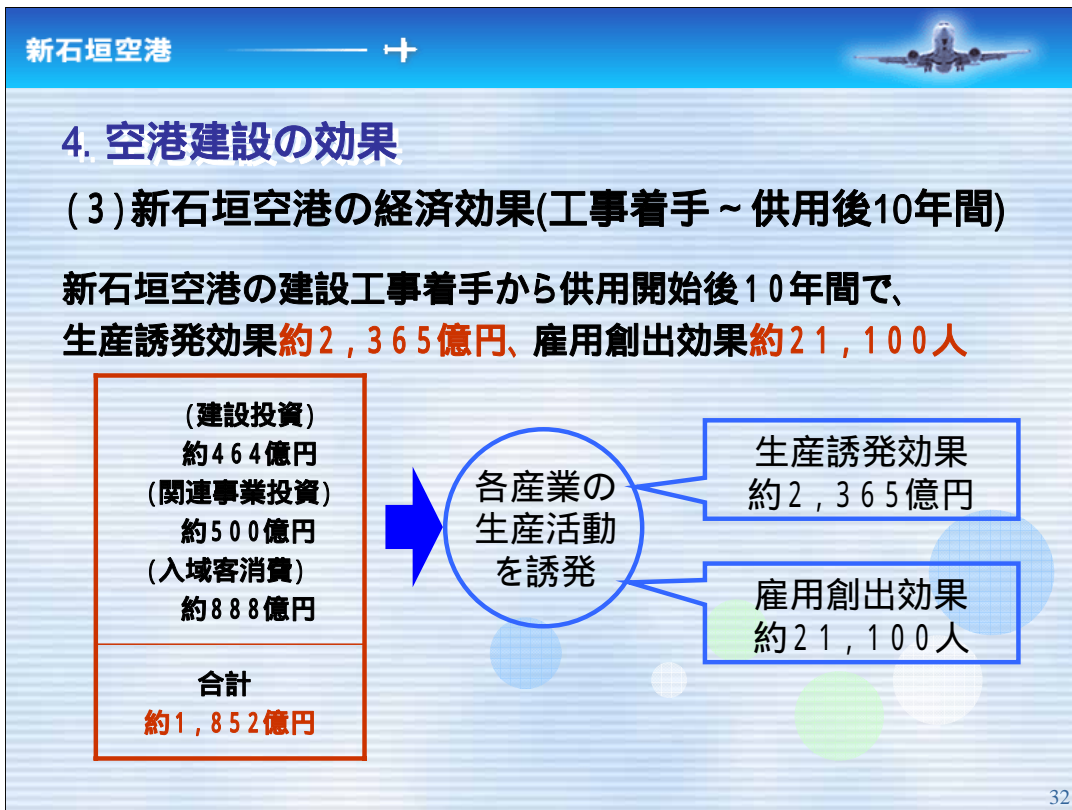 新石垣空港
4. 空港建設の効果
(3)新石垣空港の経済効果(工事着手~供用後10年間)
新石垣空港の建設工事着手から供用開始後10年間で、
生産誘発効果約2,365億円、雇用創出効果約21,100人
(建設投資)
約464億円
(関連事業投資)
約500億円
(入域客消費)
約888億円
合計
約1,852億円
各産業の
生産活動
を誘発
生産誘発効果
約2,365億円
雇用創出効果
約21,100人
32